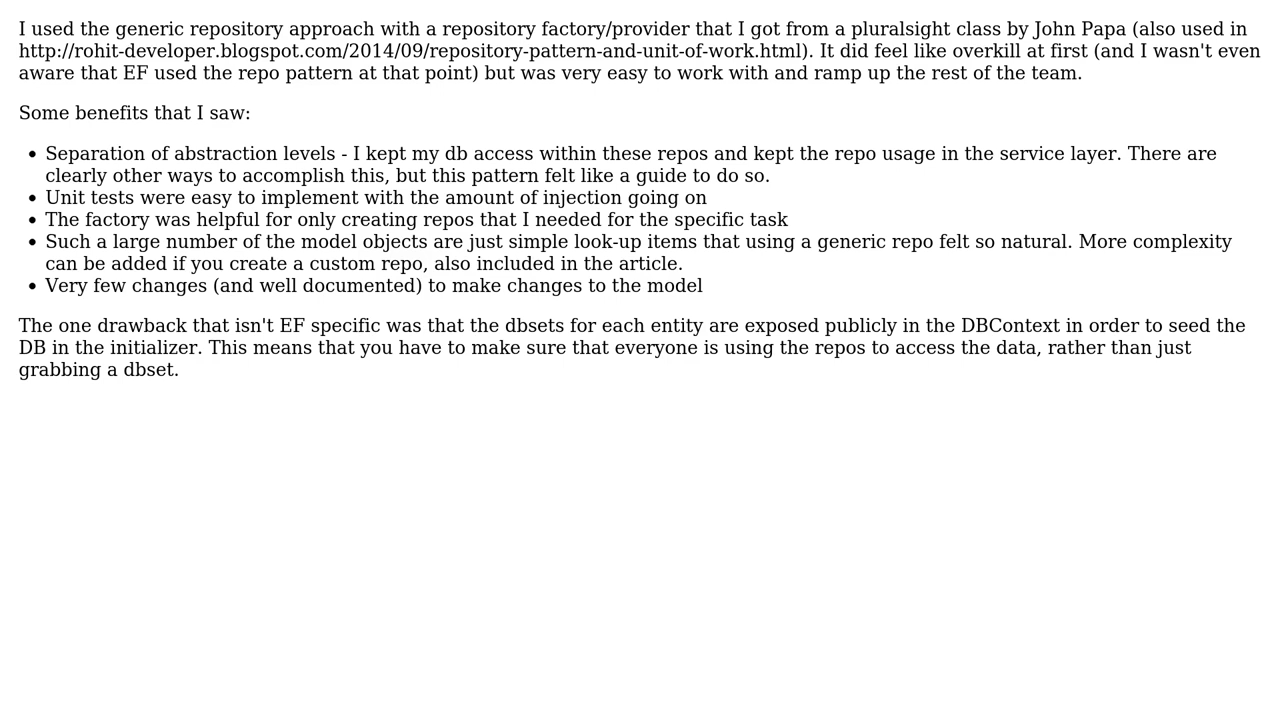 I used the generic repository approach with a repository factory/provider that I got from a pluralsight class by John Papa (also used in
http://rohit-developer.blogspot.com/2014/09/repository-pattern-and-unit-of-work.html). It did feel like overkill at first (and I wasn't even
aware that EF used the repo pattern at that point) but was very easy to work with and ramp up the rest of the team.
Some benefits that I saw:
• Separation of abstraction levels - I kept my db access within these repos and kept the repo usage in the service layer. There are
clearly other ways to accomplish this, but this pattern felt like a guide to do so.
• Unit tests were easy to implement with the amount of injection going on
• The factory was helpful for only creating repos that I needed for the specific task
• Such a large number of the model objects are just simple look-up items that using a generic repo felt so natural. More complexity
can be added if you create a custom repo, also included in the article.
• Very few changes (and well documented) to make changes to the model
The one drawback that isn't EF specific was that the dbsets for each entity are exposed publicly in the DBContext in order to seed the
DB in the initializer. This means that you have to make sure that everyone is using the repos to access the data, rather than just
grabbing a dbset.